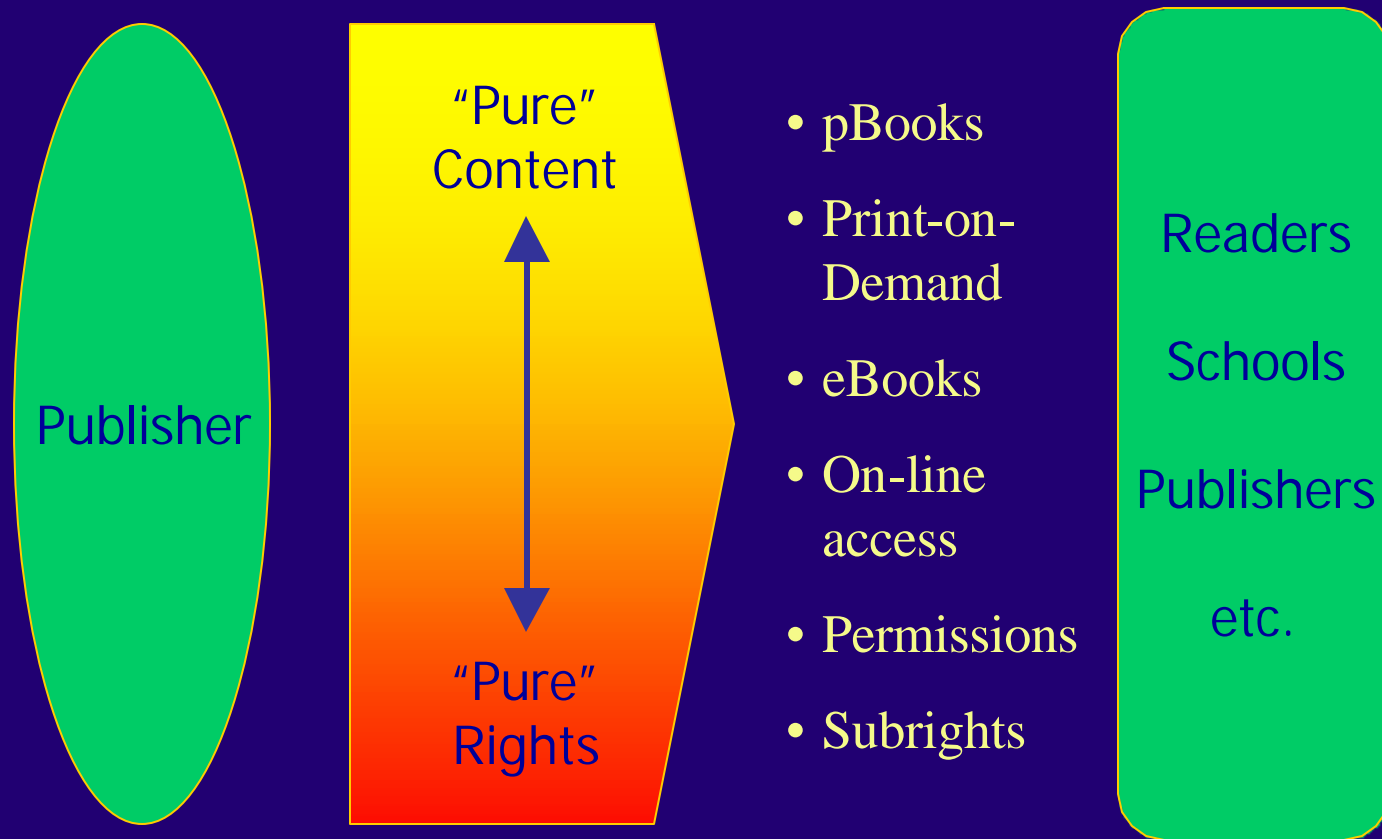 Publisher
“Pure”
Content
“Pure”
Rights
• pBooks
• Print-on-
Demand
• eBooks
• On-line
access
• Permissions
• Subrights
Readers
Schools
Publishers
etc.